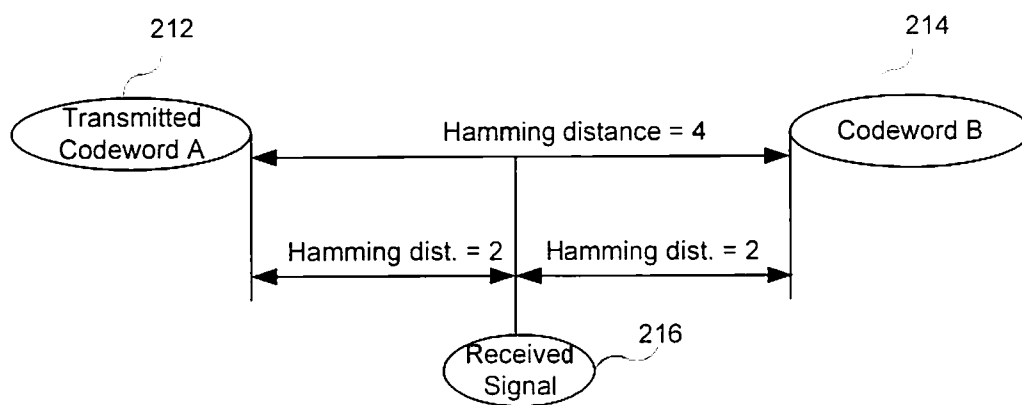 212
214
Transmitted
Codeword A
Hamming distance = 4
Codeword B
Hamming dist. = 2
Hamming dist. = 2
216
Received
Signal